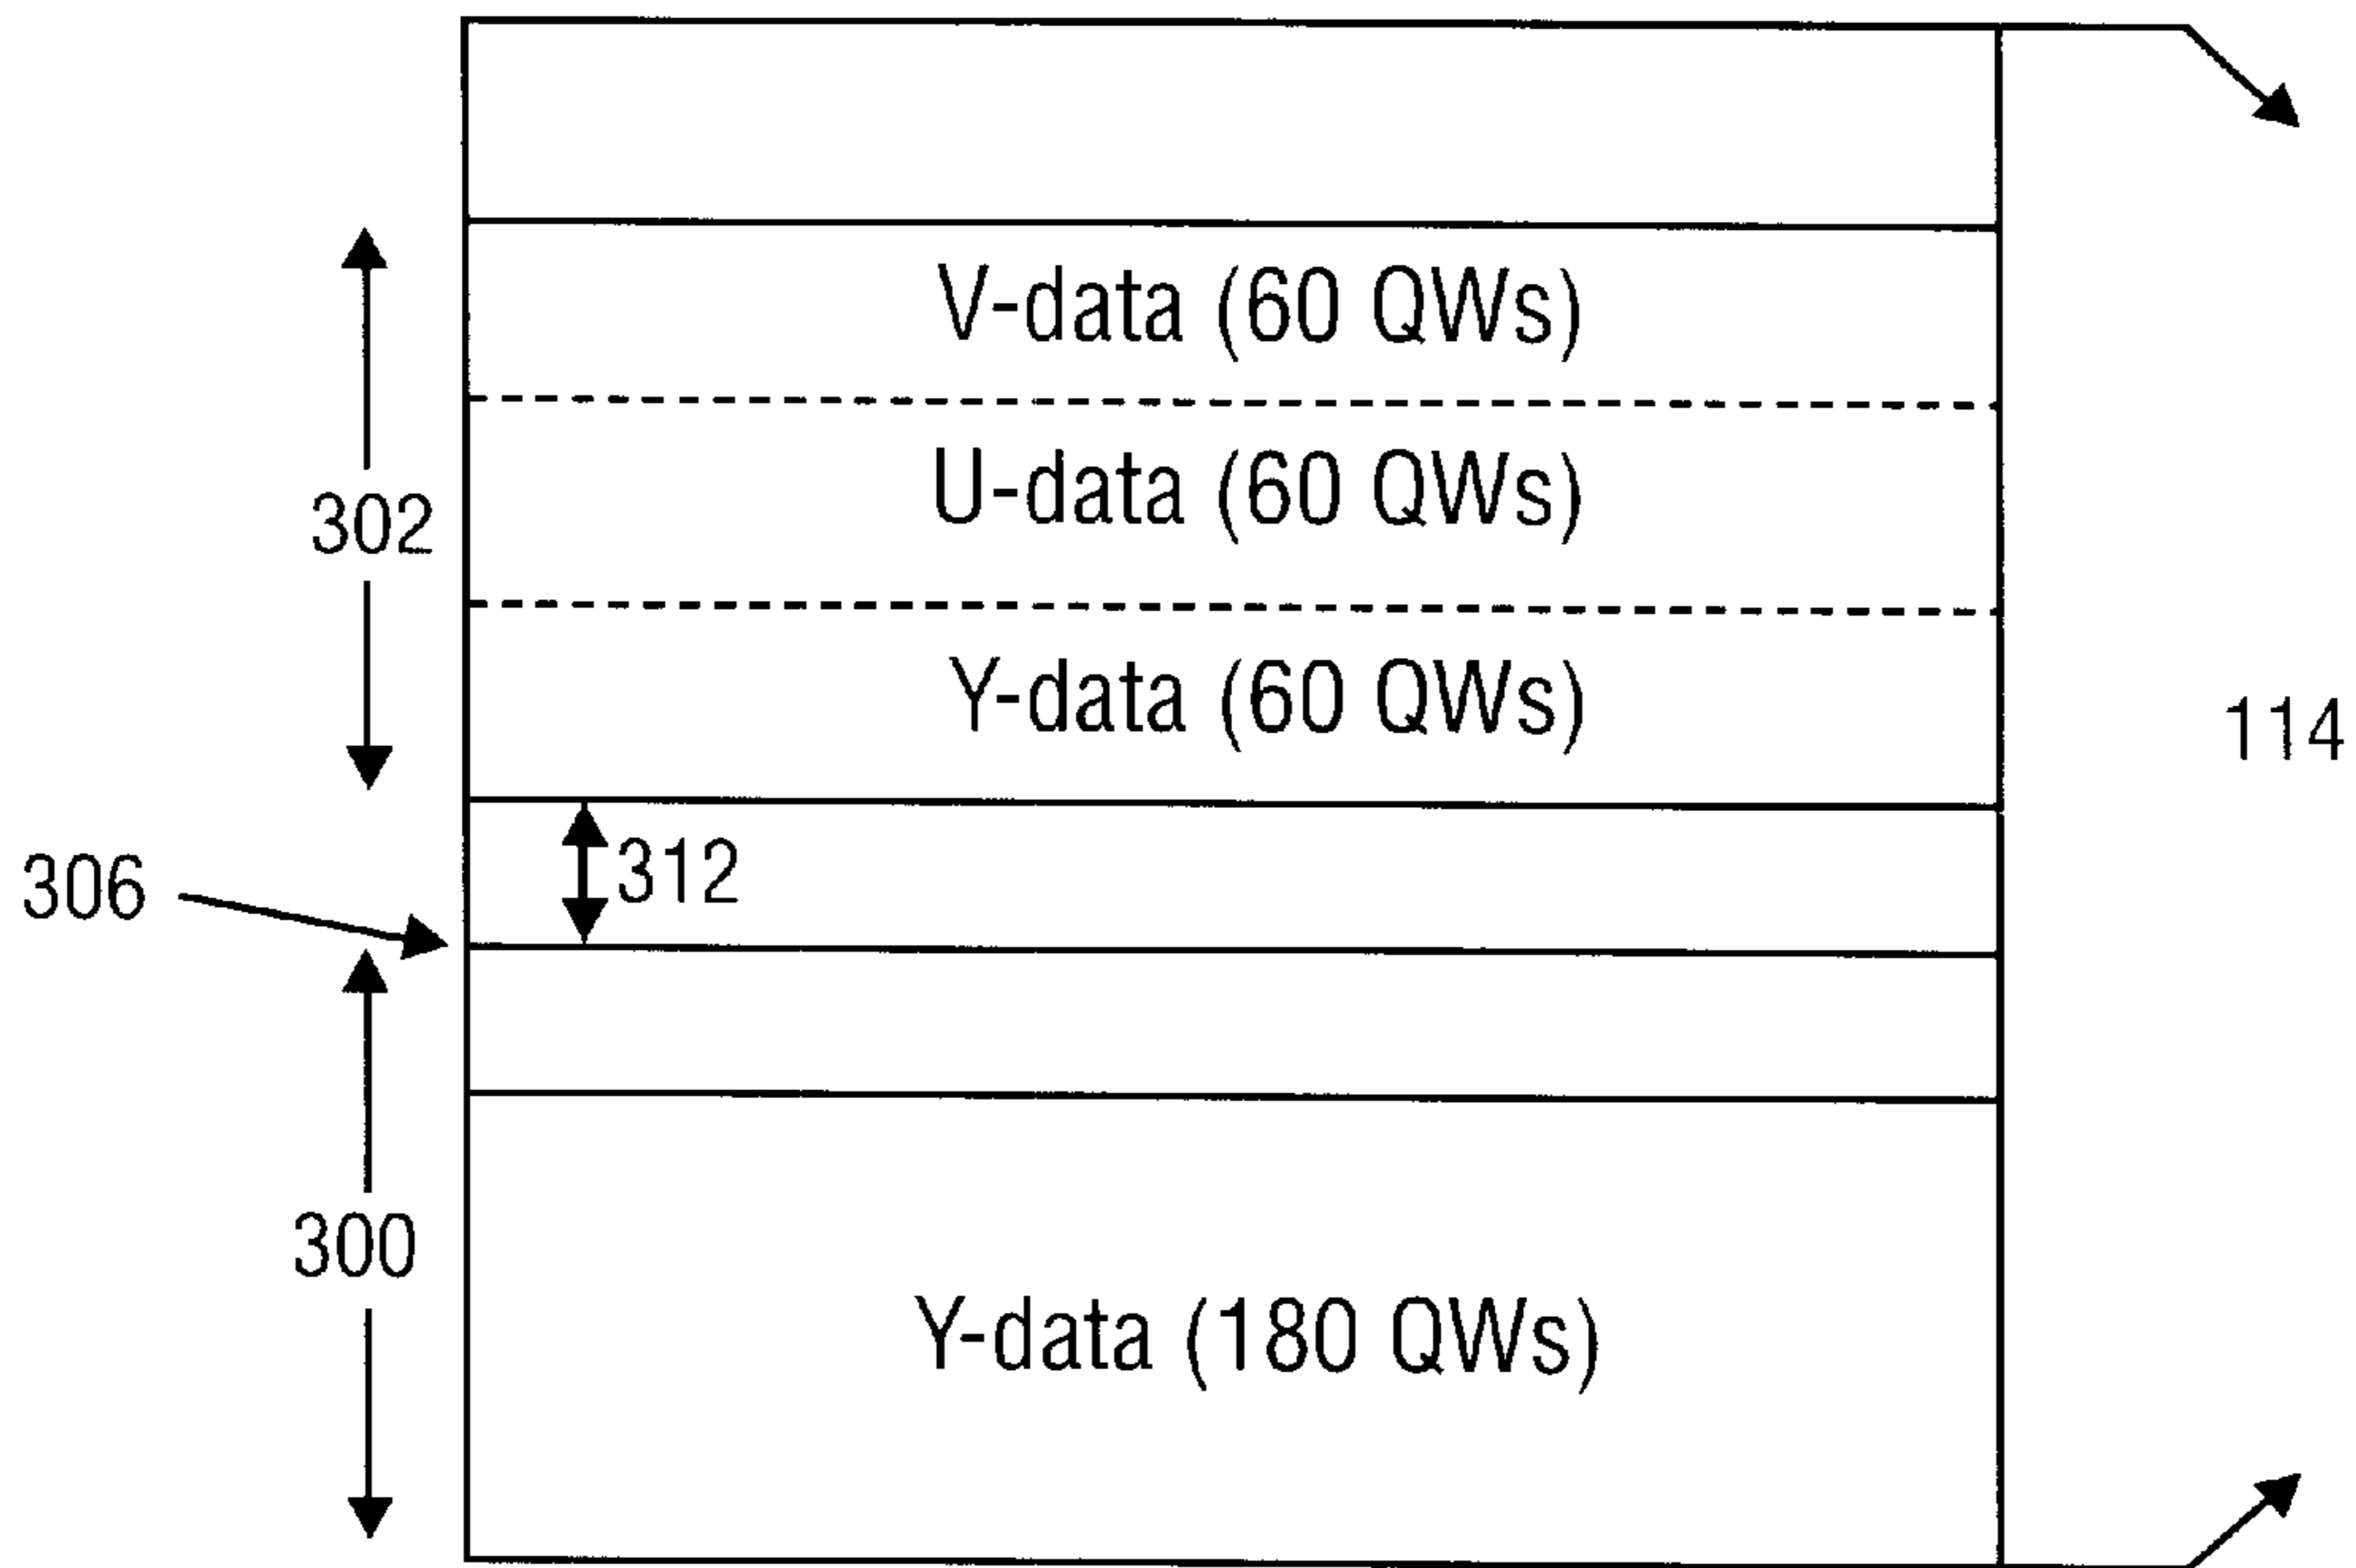 V-data (60 QWs)
U-data (60 QWs)
302
Y-data (60 QWs)
114
312
306
300
Y-data (180 QWs)